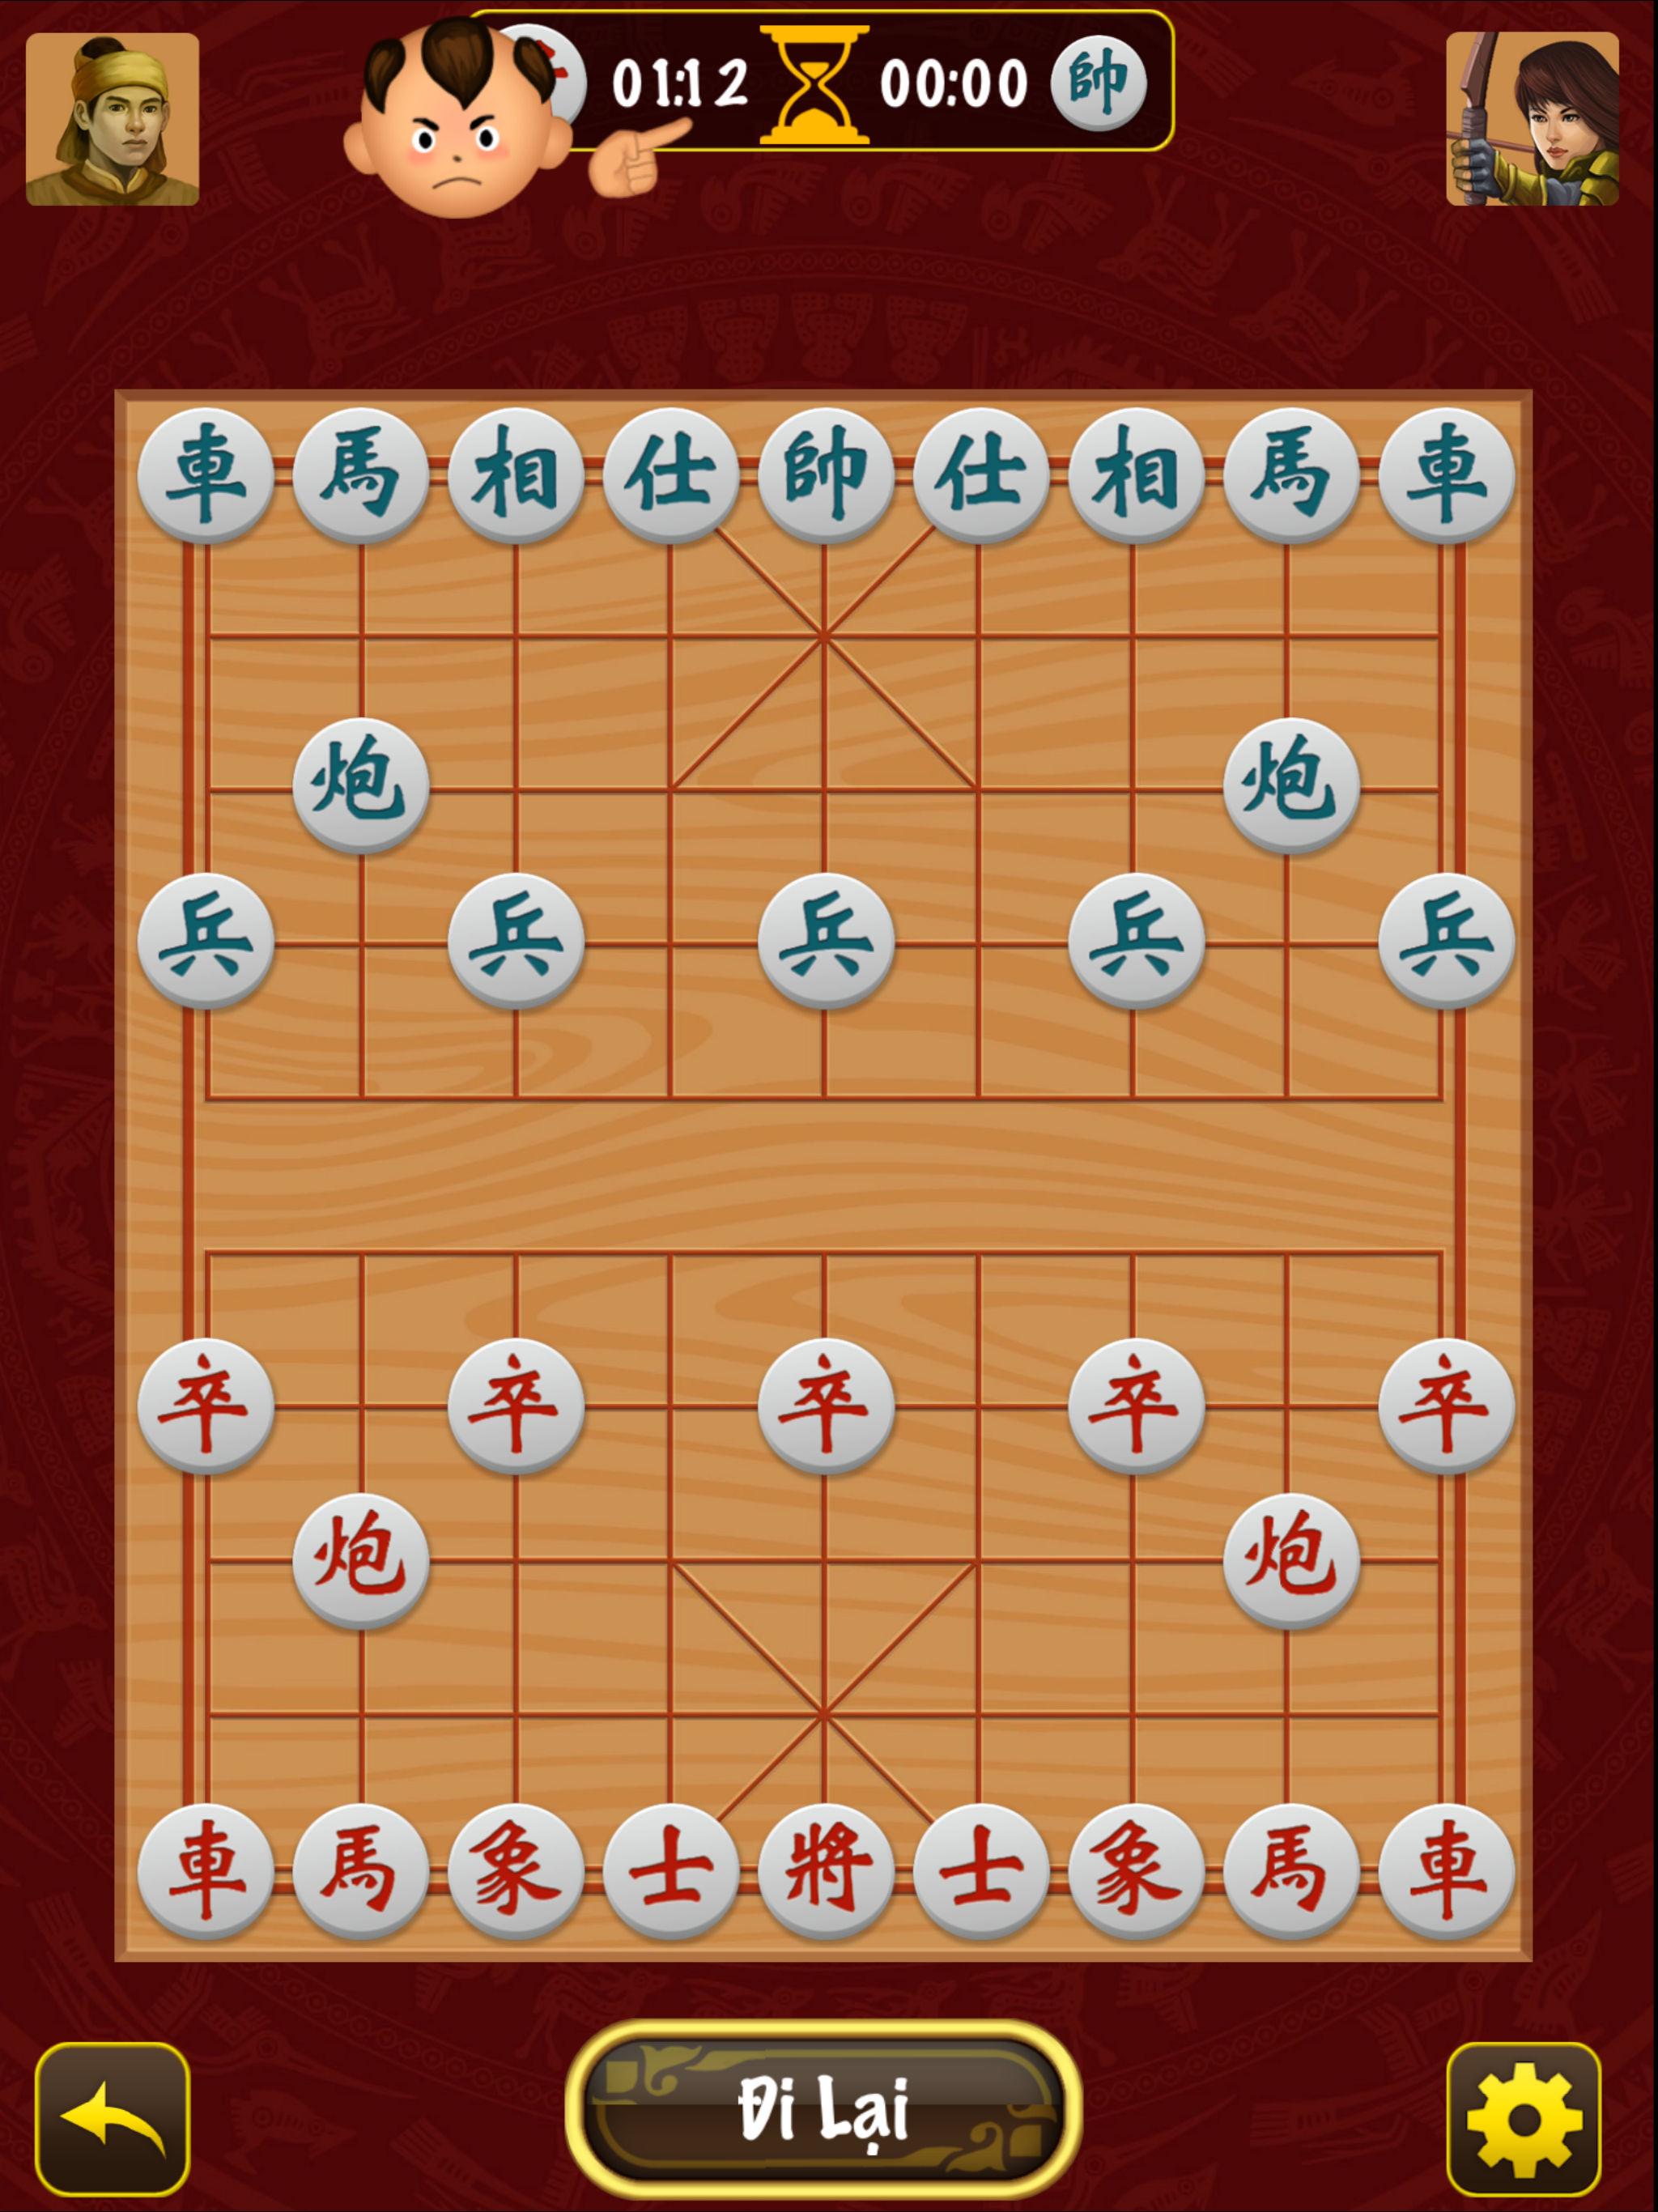 01:12 00:00 帥
車馬相仕帥仕相馬車
炮 炮
兵 兵 兵 兵 兵
卒 卒 卒 卒 卒
炮 炮
車馬象士將士象馬車
Đi Lại